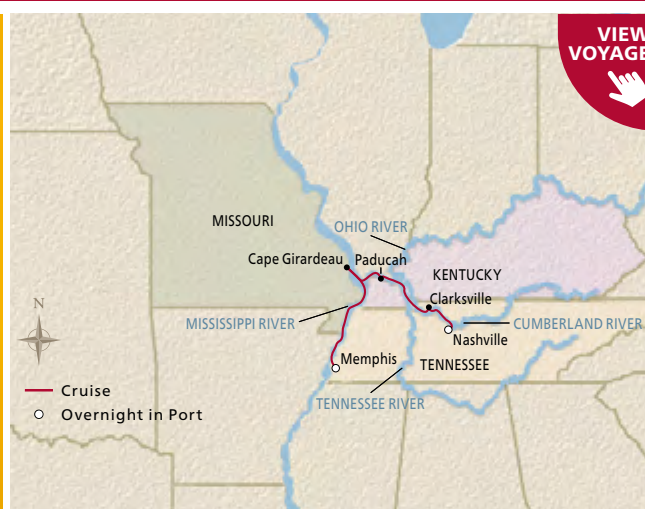 VIEW
VOYAGE
MISSOURI
OHIO RIVER
Cape Girardeau
Paducah
KENTUCKY
Clarksville
MISSISSIPPI RIVER
CUMBERLAND RIVER
N
Nashville
Memphis
TENNESSEE
Cruise
TENNESSEE RIVER
Overnight in Port